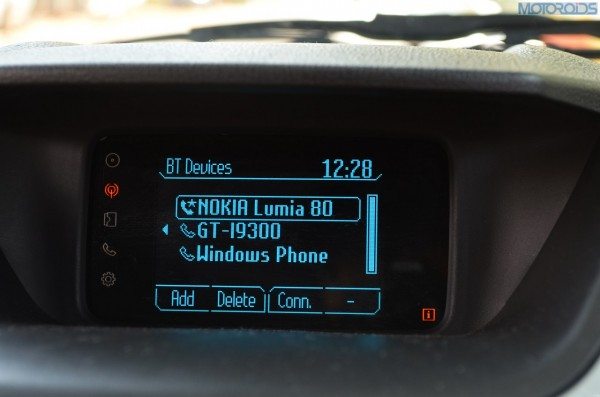 MOTOROIDS
BT Devices 12:28
NOKIA Lumia 80
GT-I9300
Windows Phone
Add Delete Conn. -
i